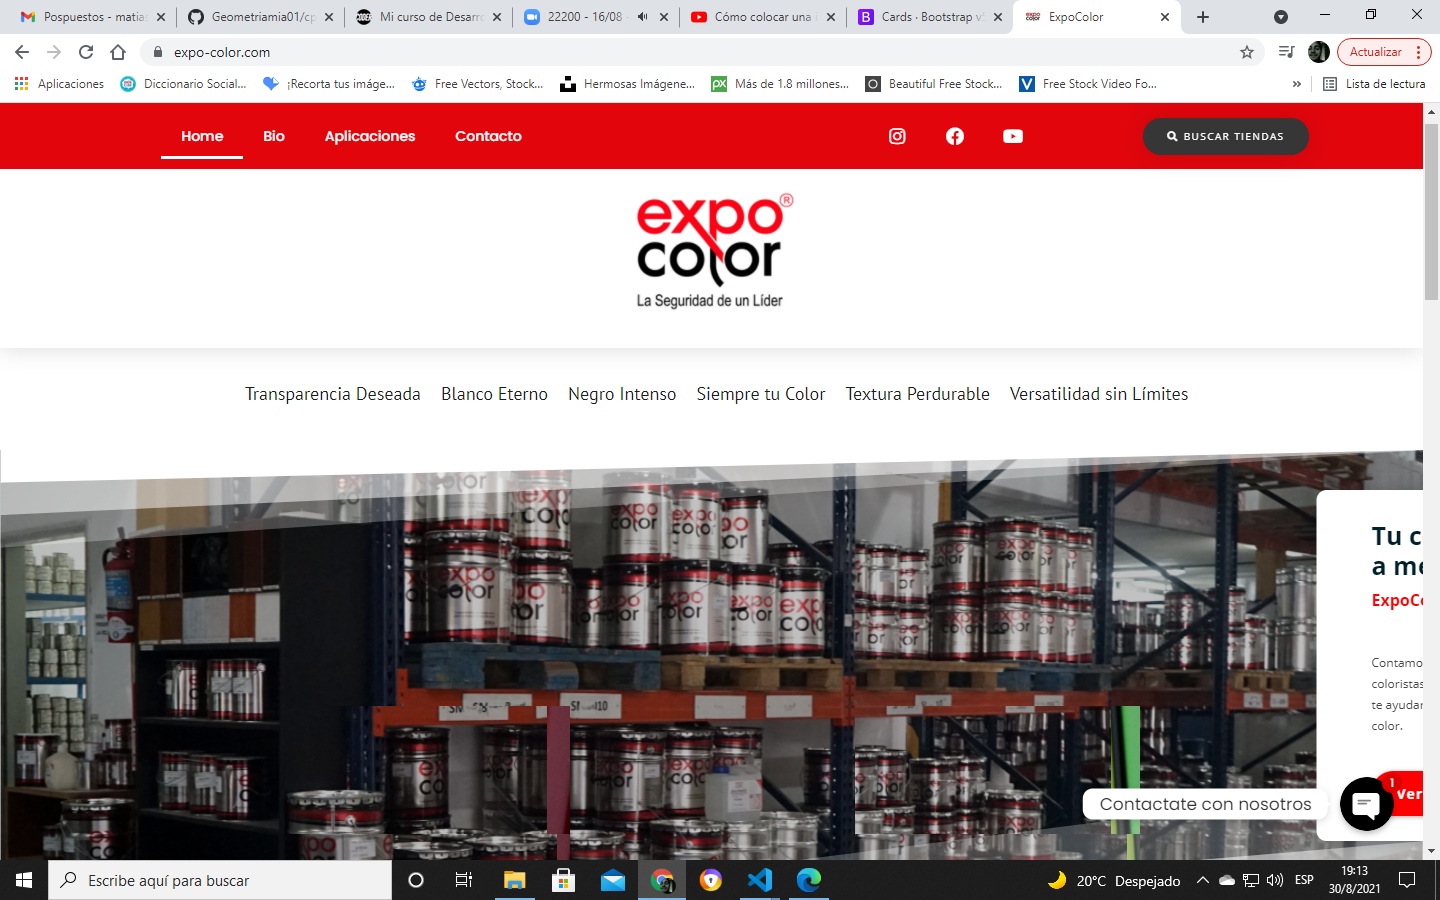 Pospuestos - matia
Geometriamia01/cp
Mi curso de Desarro
22200 - 16/08
Cómo colocar una i
Cards · Bootstrap v5
ExpoColor
expo-color.com
Actualizar
Aplicaciones
Diccionario Social...
¡Recorta tus imáge...
Free Vectors, Stock...
Hermosas Imágene...
Más de 1.8 millones...
Beautiful Free Stock...
Free Stock Video Fo...
»
Lista de lectura
Home
Bio
Aplicaciones
Contacto
BUSCAR TIENDAS
expo®
color
La Seguridad de un Líder
Transparencia Deseada
Blanco Eterno
Negro Intenso
Siempre tu Color
Textura Perdurable
Versatilidad sin Límites
Tu c
a me
ExpoCo
Contamo
coloristas
te ayudar
color.
1
Ver
Contactate con nosotros
Escribe aquí para buscar
20°C Despejado
ESP
19:13
30/8/2021